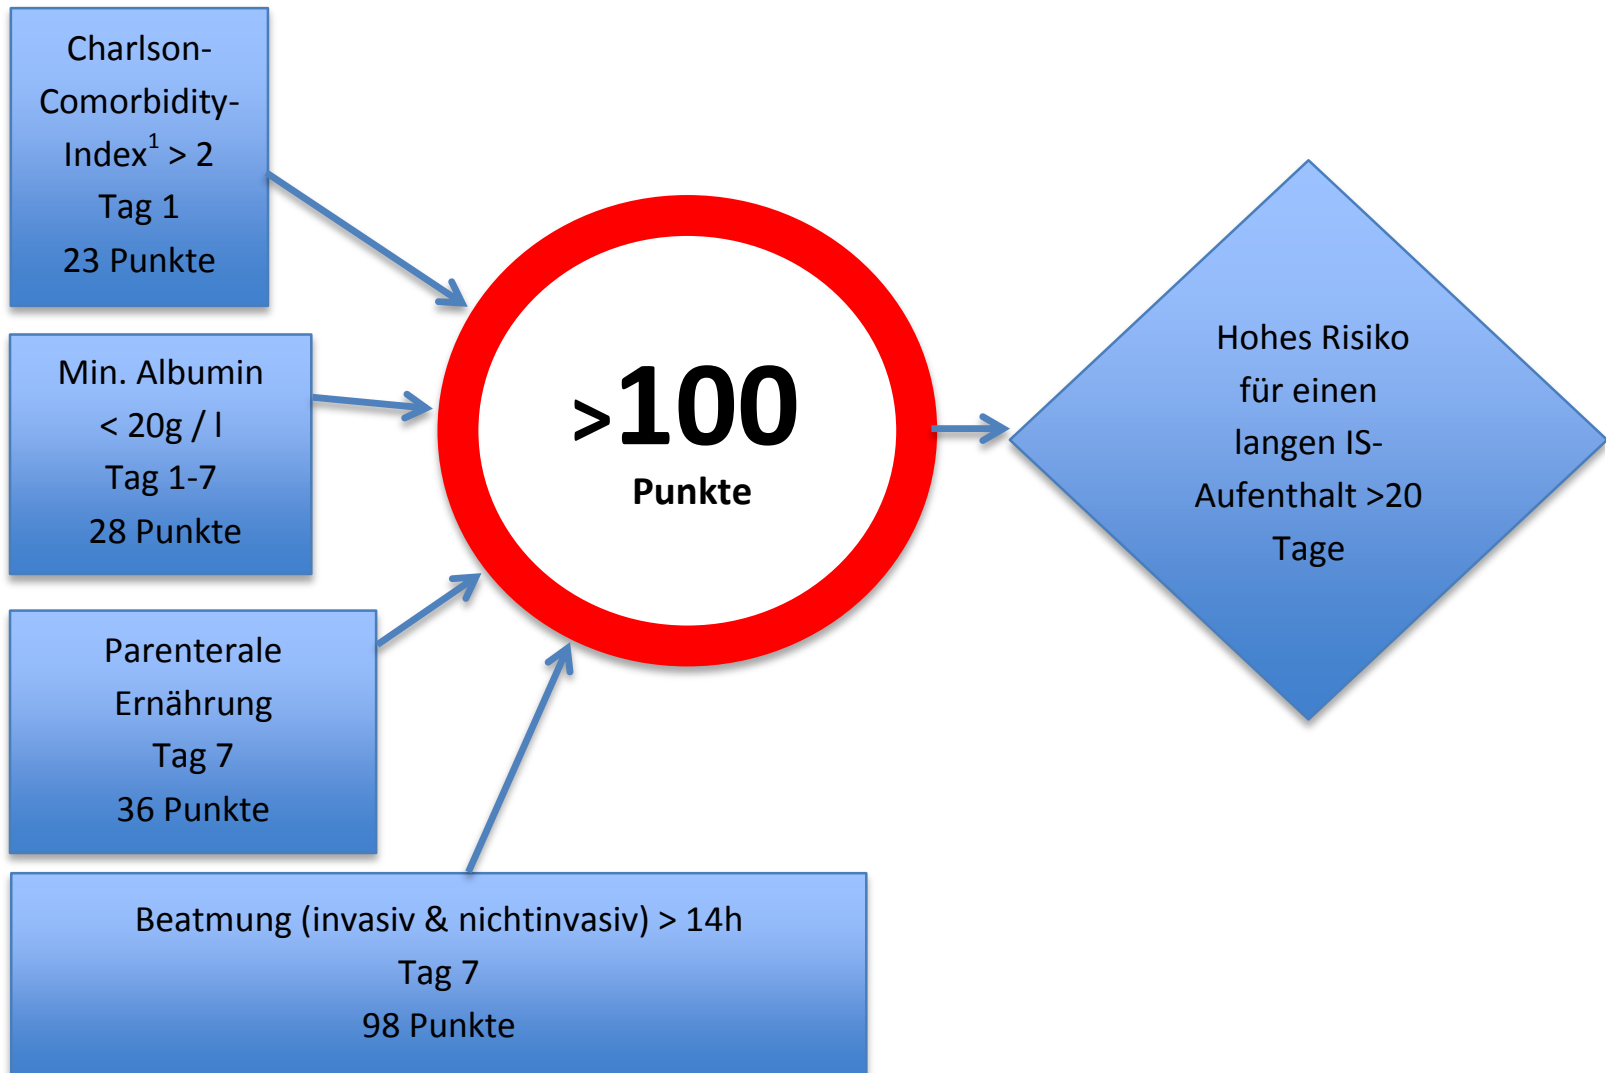 Charlson-
Comorbidity-
Index¹ > 2
Tag 1
23 Punkte
Min. Albumin
< 20g / l
Tag 1-7
28 Punkte
Parenterale
Ernährung
Tag 7
36 Punkte
Beatmung (invasiv & nichtinvasiv) > 14h
Tag 7
98 Punkte
>100
Punkte
Hohes Risiko
für einen
langen IS-
Aufenthalt >20
Tage